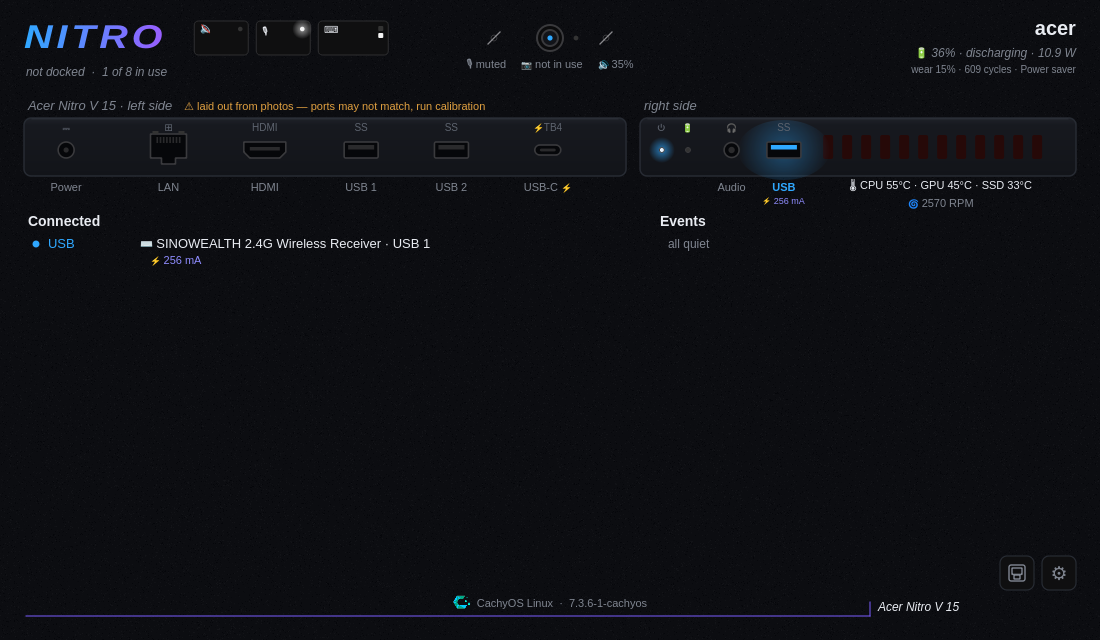 NITRO
acer
muted
not in use
35%
36% · discharging · 10.9 W
not docked · 1 of 8 in use
wear 15% · 609 cycles · Power saver
Acer Nitro V 15 · left side
⚠ laid out from photos — ports may not match, run calibration
right side
HDMI
SS
SS
⚡TB4
SS
Power
LAN
HDMI
USB 1
USB 2
USB-C ⚡
Audio
USB
⚡ 256 mA
CPU 55°C · GPU 45°C · SSD 33°C
2570 RPM
Connected
Events
USB
SINOWEALTH 2.4G Wireless Receiver · USB 1
all quiet
⚡ 256 mA
CachyOS Linux · 7.3.6-1-cachyos
Acer Nitro V 15